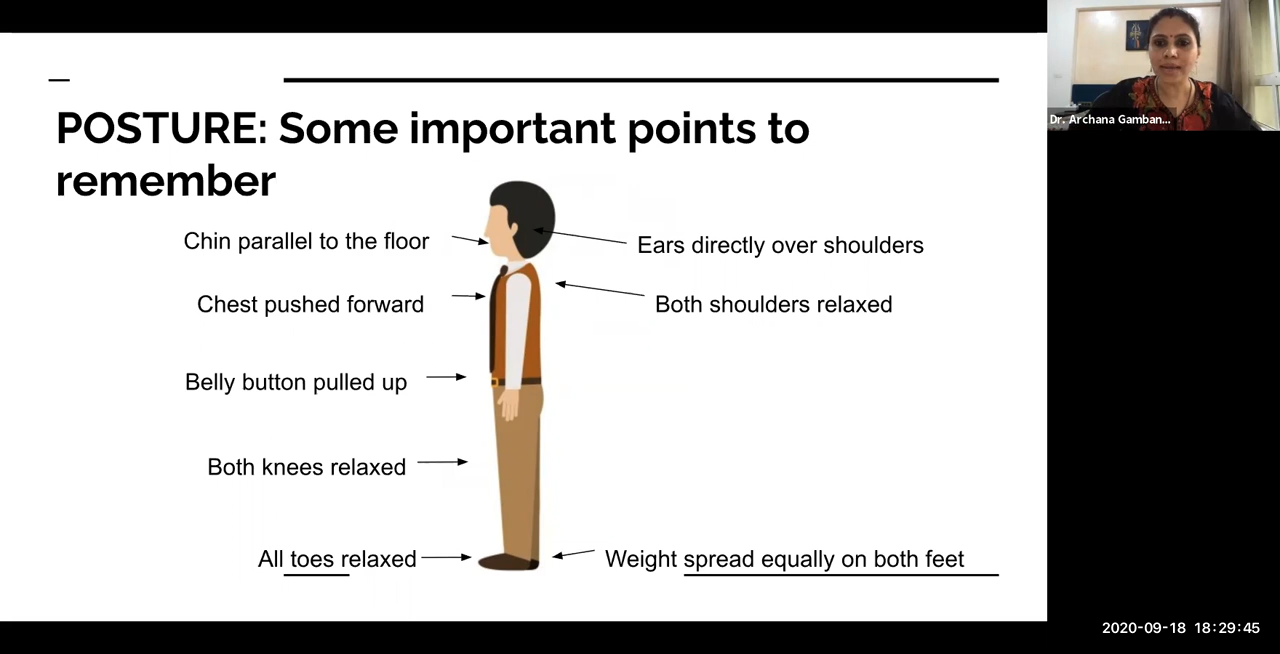 POSTURE: Some important points to
remember
Chin parallel to the floor
Ears directly over shoulders
Chest pushed forward
Both shoulders relaxed
Belly button pulled up
Both knees relaxed
All toes relaxed
Weight spread equally on both feet
Dr. Archana Gamban...
2020-09-18 18:29:45